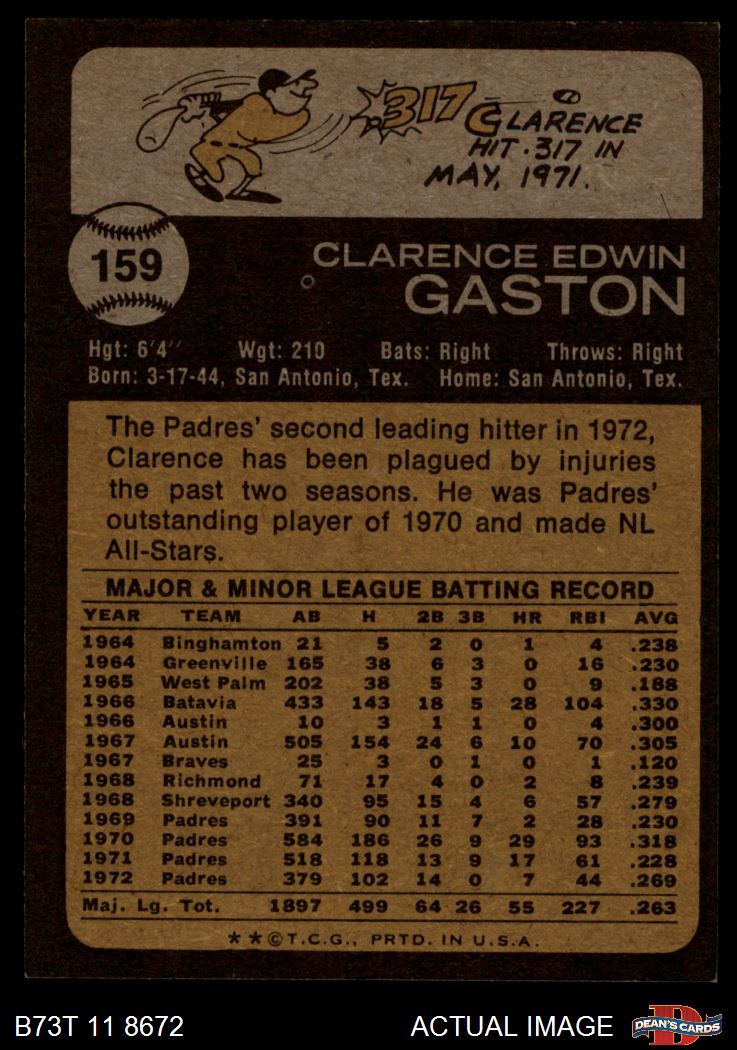 .317
CLARENCE
HIT .317 IN
MAY, 1971.
159
CLARENCE EDWIN
GASTON
Hgt: 6'4" Wgt: 210 Bats: Right Throws: Right
Born: 3-17-44, San Antonio, Tex. Home: San Antonio, Tex.
The Padres' second leading hitter in 1972,
Clarence has been plagued by injuries
the past two seasons. He was Padres'
outstanding player of 1970 and made NL
All-Stars.
MAJOR & MINOR LEAGUE BATTING RECORD
YEAR TEAM AB H 2B 3B HR RBI AVG
1964 Binghamton 21 5 2 0 1 4 .238
1964 Greenville 165 38 6 3 0 16 .230
1965 West Palm 202 38 5 3 0 9 .188
1966 Batavia 433 143 18 5 28 104 .330
1966 Austin 10 3 1 1 0 4 .300
1967 Austin 505 154 24 6 10 70 .305
1967 Braves 25 3 0 1 0 1 .120
1968 Richmond 71 17 4 0 2 8 .239
1968 Shreveport 340 95 15 4 6 57 .279
1969 Padres 391 90 11 7 2 28 .230
1970 Padres 584 186 26 9 29 93 .318
1971 Padres 518 118 13 9 17 61 .228
1972 Padres 379 102 14 0 7 44 .269
Maj. Lg. Tot. 1897 499 64 26 55 227 .263
★★©T.C.G., PRTD. IN U.S.A.
B73T 11 8672 ACTUAL IMAGE DEAN'S CARDS